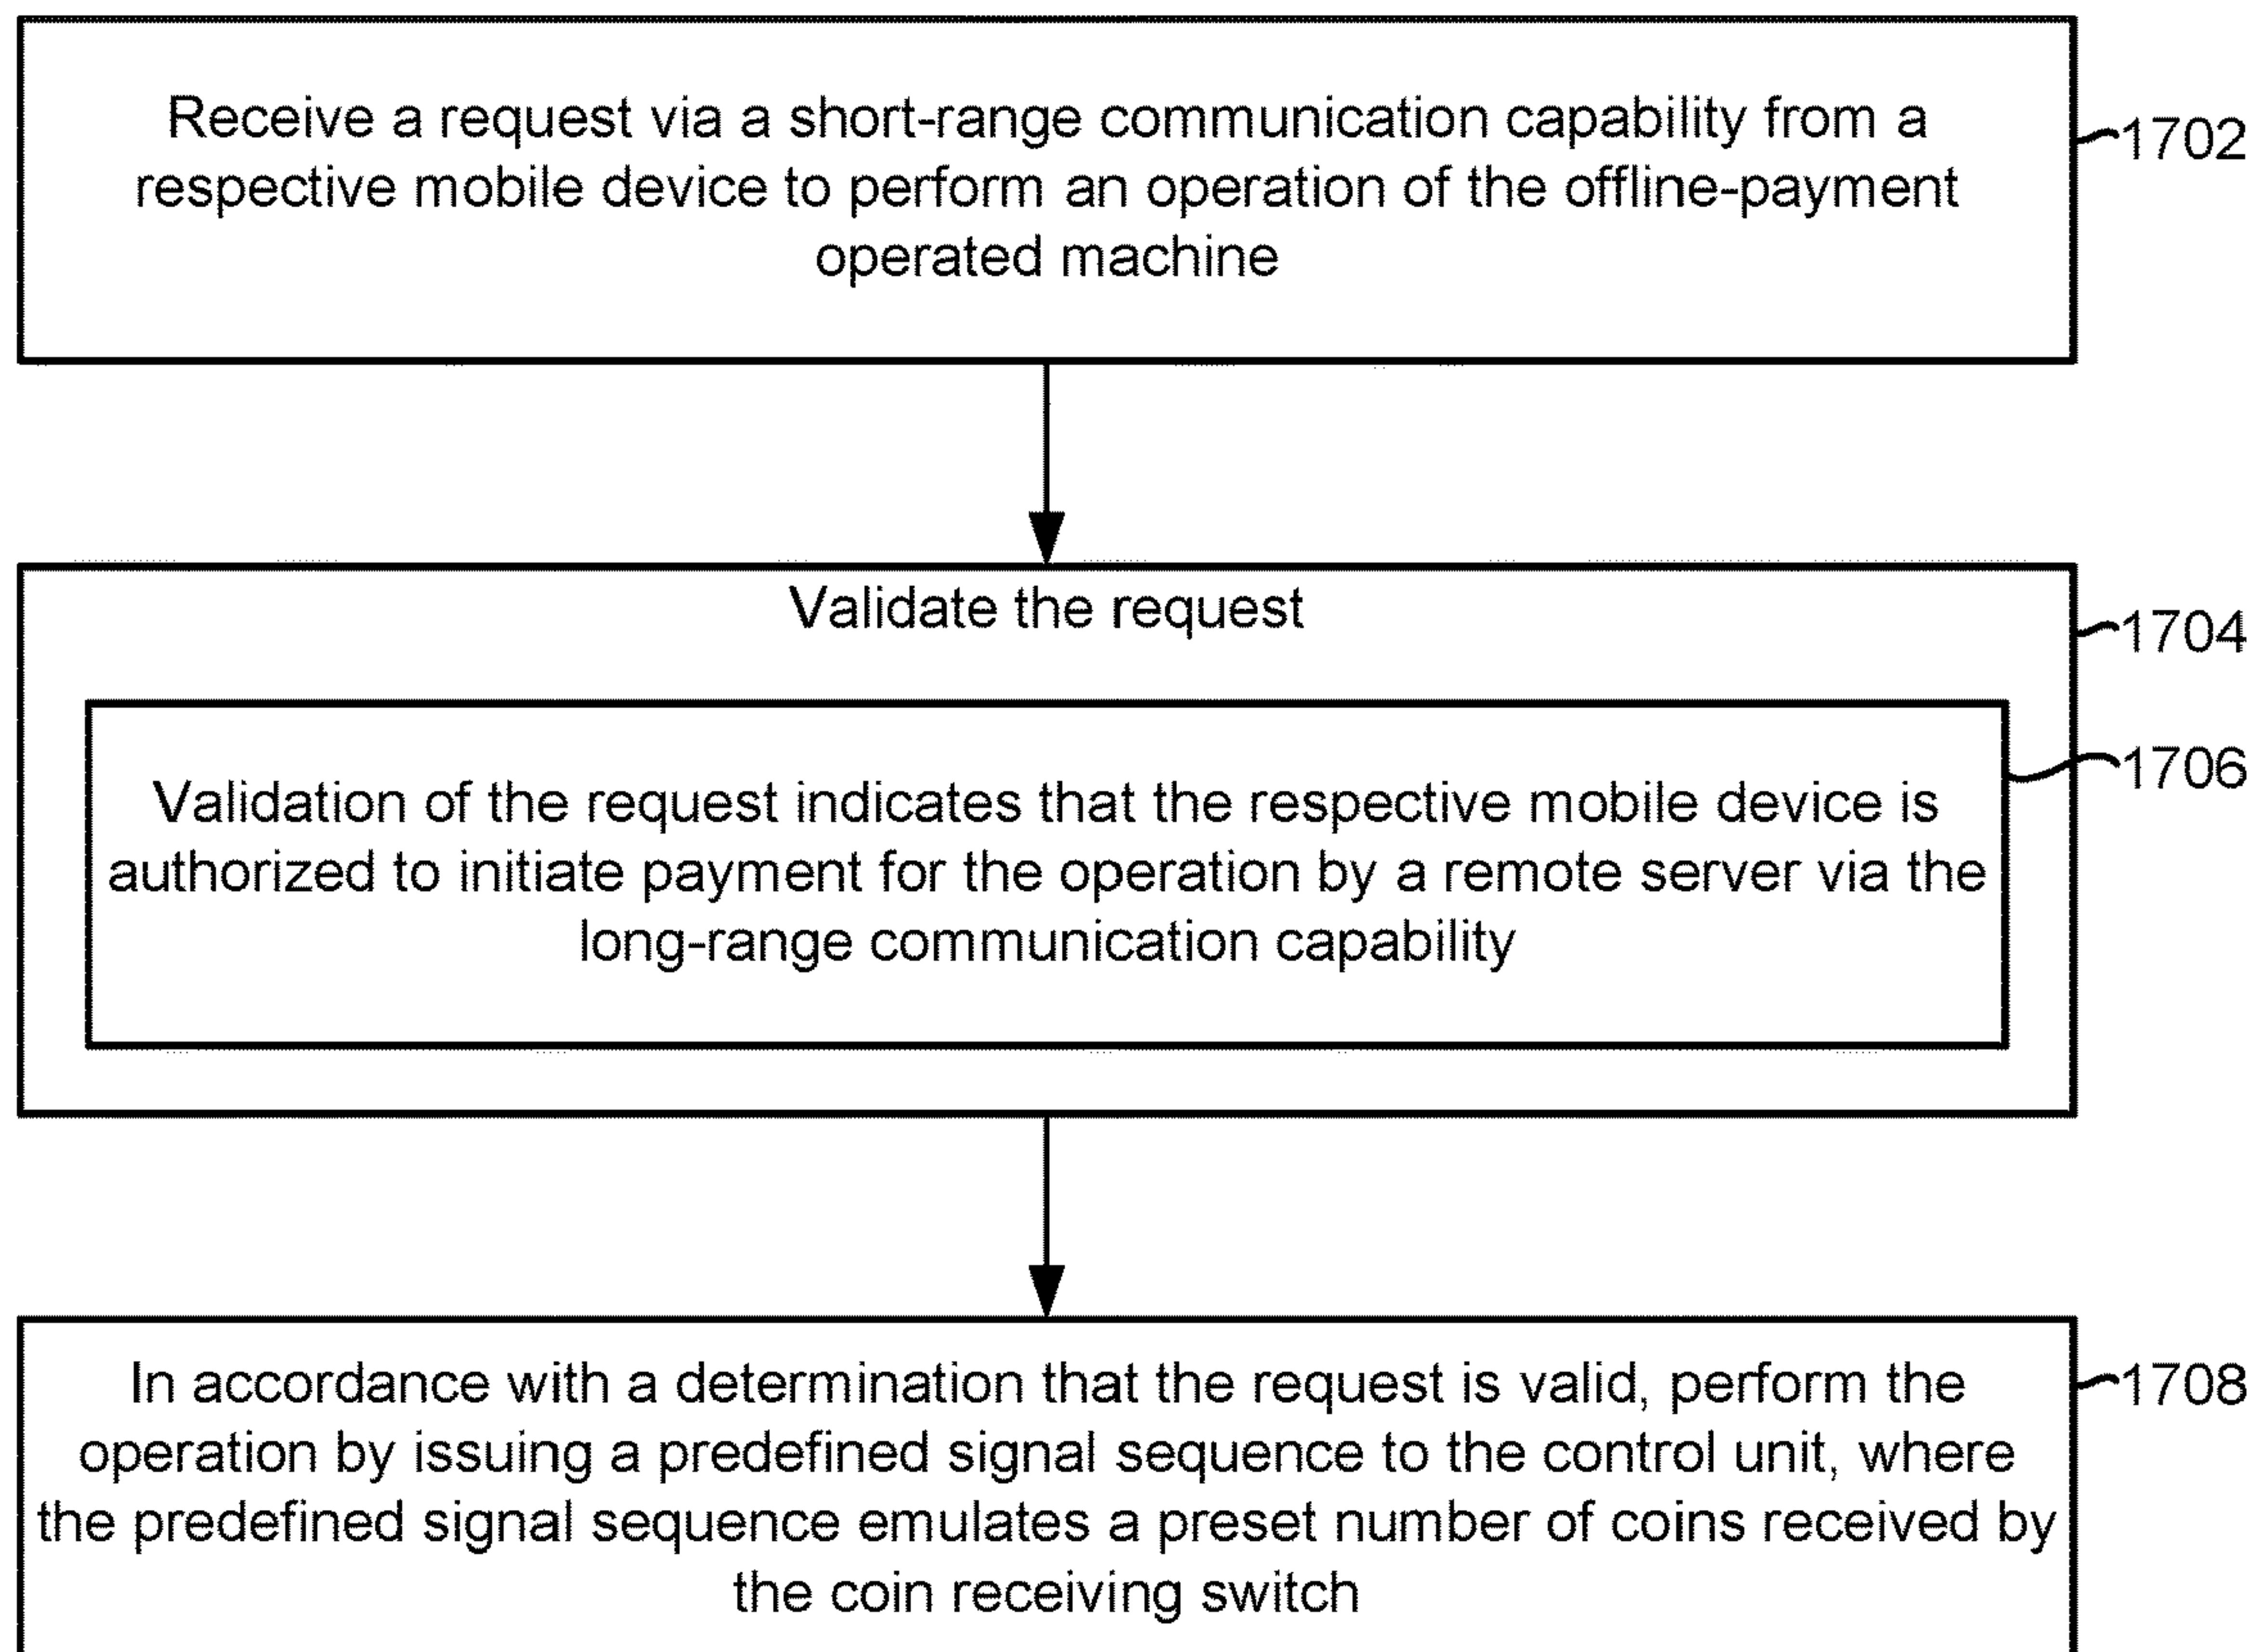 Receive a request via a short-range communication capability from a
respective mobile device to perform an operation of the offline-payment
operated machine
1702
Validate the request
1704
Validation of the request indicates that the respective mobile device is
authorized to initiate payment for the operation by a remote server via the
long-range communication capability
1706
In accordance with a determination that the request is valid, perform the
operation by issuing a predefined signal sequence to the control unit, where
the predefined signal sequence emulates a preset number of coins received by
the coin receiving switch
1708